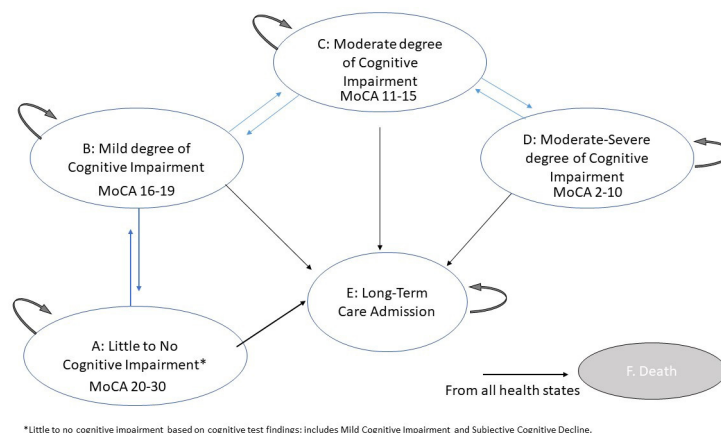 C: Moderate degree
of Cognitive
Impairment
MoCA 11-15
B: Mild degree of
Cognitive Impairment
MoCA 16-19
D: Moderate-Severe
degree of Cognitive
Impairment
MoCA 2-10
E: Long-Term
Care Admission
A: Little to No
Cognitive Impairment*
MoCA 20-30
F. Death
From all health states
*Little to no cognitive impairment based on cognitive test findings; includes Mild Cognitive Impairment and Subjective Cognitive Decline.